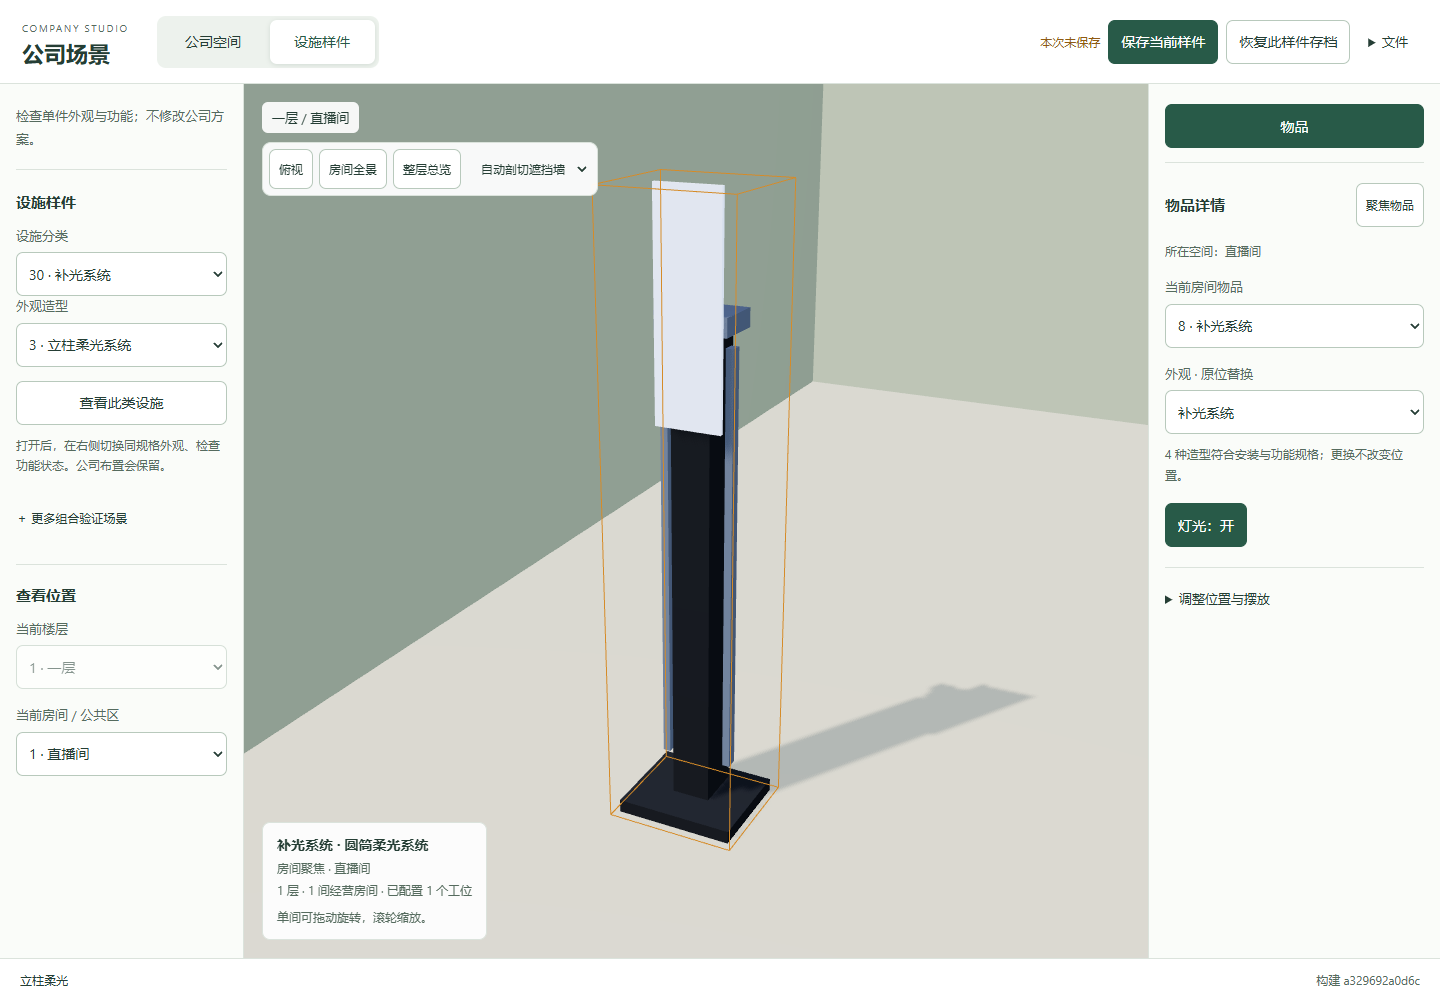 COMPANY STUDIO
公司场景
公司空间
设施样件
本次未保存
保存当前样件
恢复此样件存档
▶ 文件
检查单件外观与功能；不修改公司方
案。
设施样件
设施分类
30 · 补光系统
外观造型
3 · 立柱柔光系统
查看此类设施
打开后，在右侧切换同规格外观、检查
功能状态。公司布置会保留。
+ 更多组合验证场景
查看位置
当前楼层
1 · 一层
当前房间 / 公共区
1 · 直播间
一层 / 直播间
俯视
房间全景
整层总览
自动剖切遮挡墙
补光系统 · 圆筒柔光系统
房间聚焦 · 直播间
1 层 · 1 间经营房间 · 已配置 1 个工位
单间可拖动旋转，滚轮缩放。
物品
物品详情
聚焦物品
所在空间：直播间
当前房间物品
8 · 补光系统
外观 · 原位替换
补光系统
4 种造型符合安装与功能规格；更换不改变位
置。
灯光：开
▶ 调整位置与摆放
立柱柔光
构建 a329692a0d6c